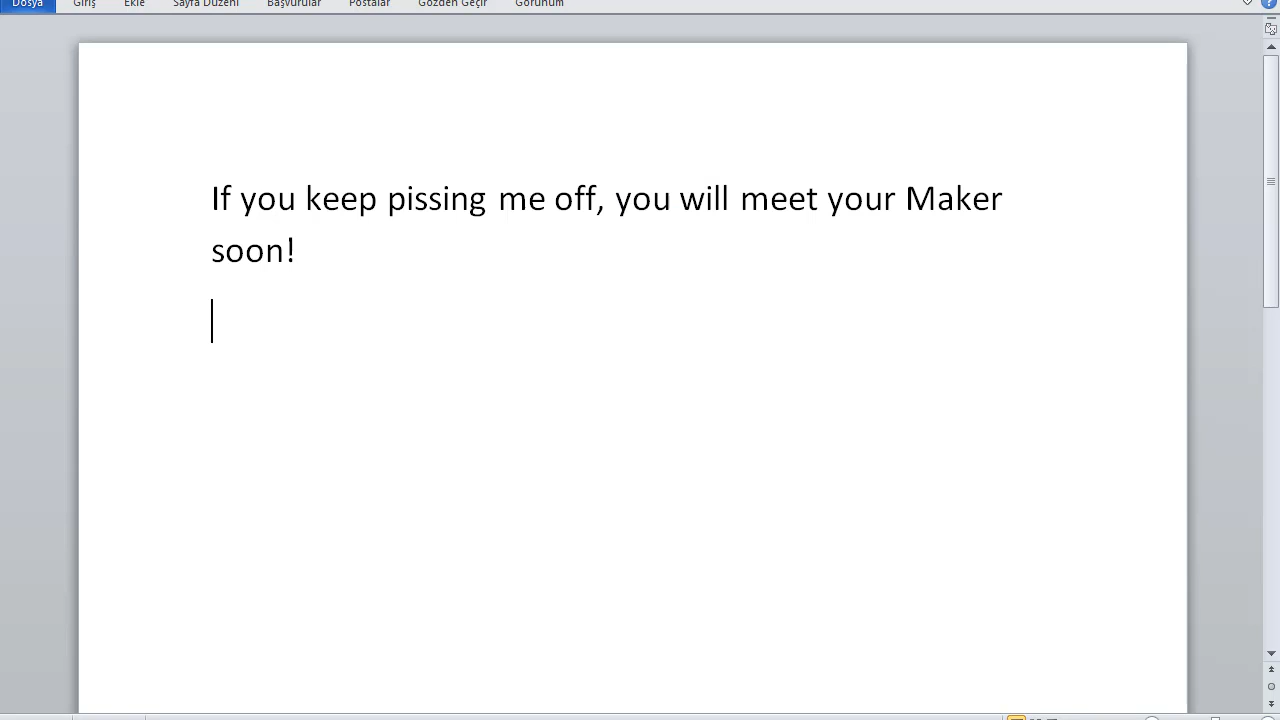 Dosya Giriş Ekle Sayfa Düzeni Başvurular Postalar Gözden Geçir Görünüm
If you keep pissing me off, you will meet your Maker
soon!